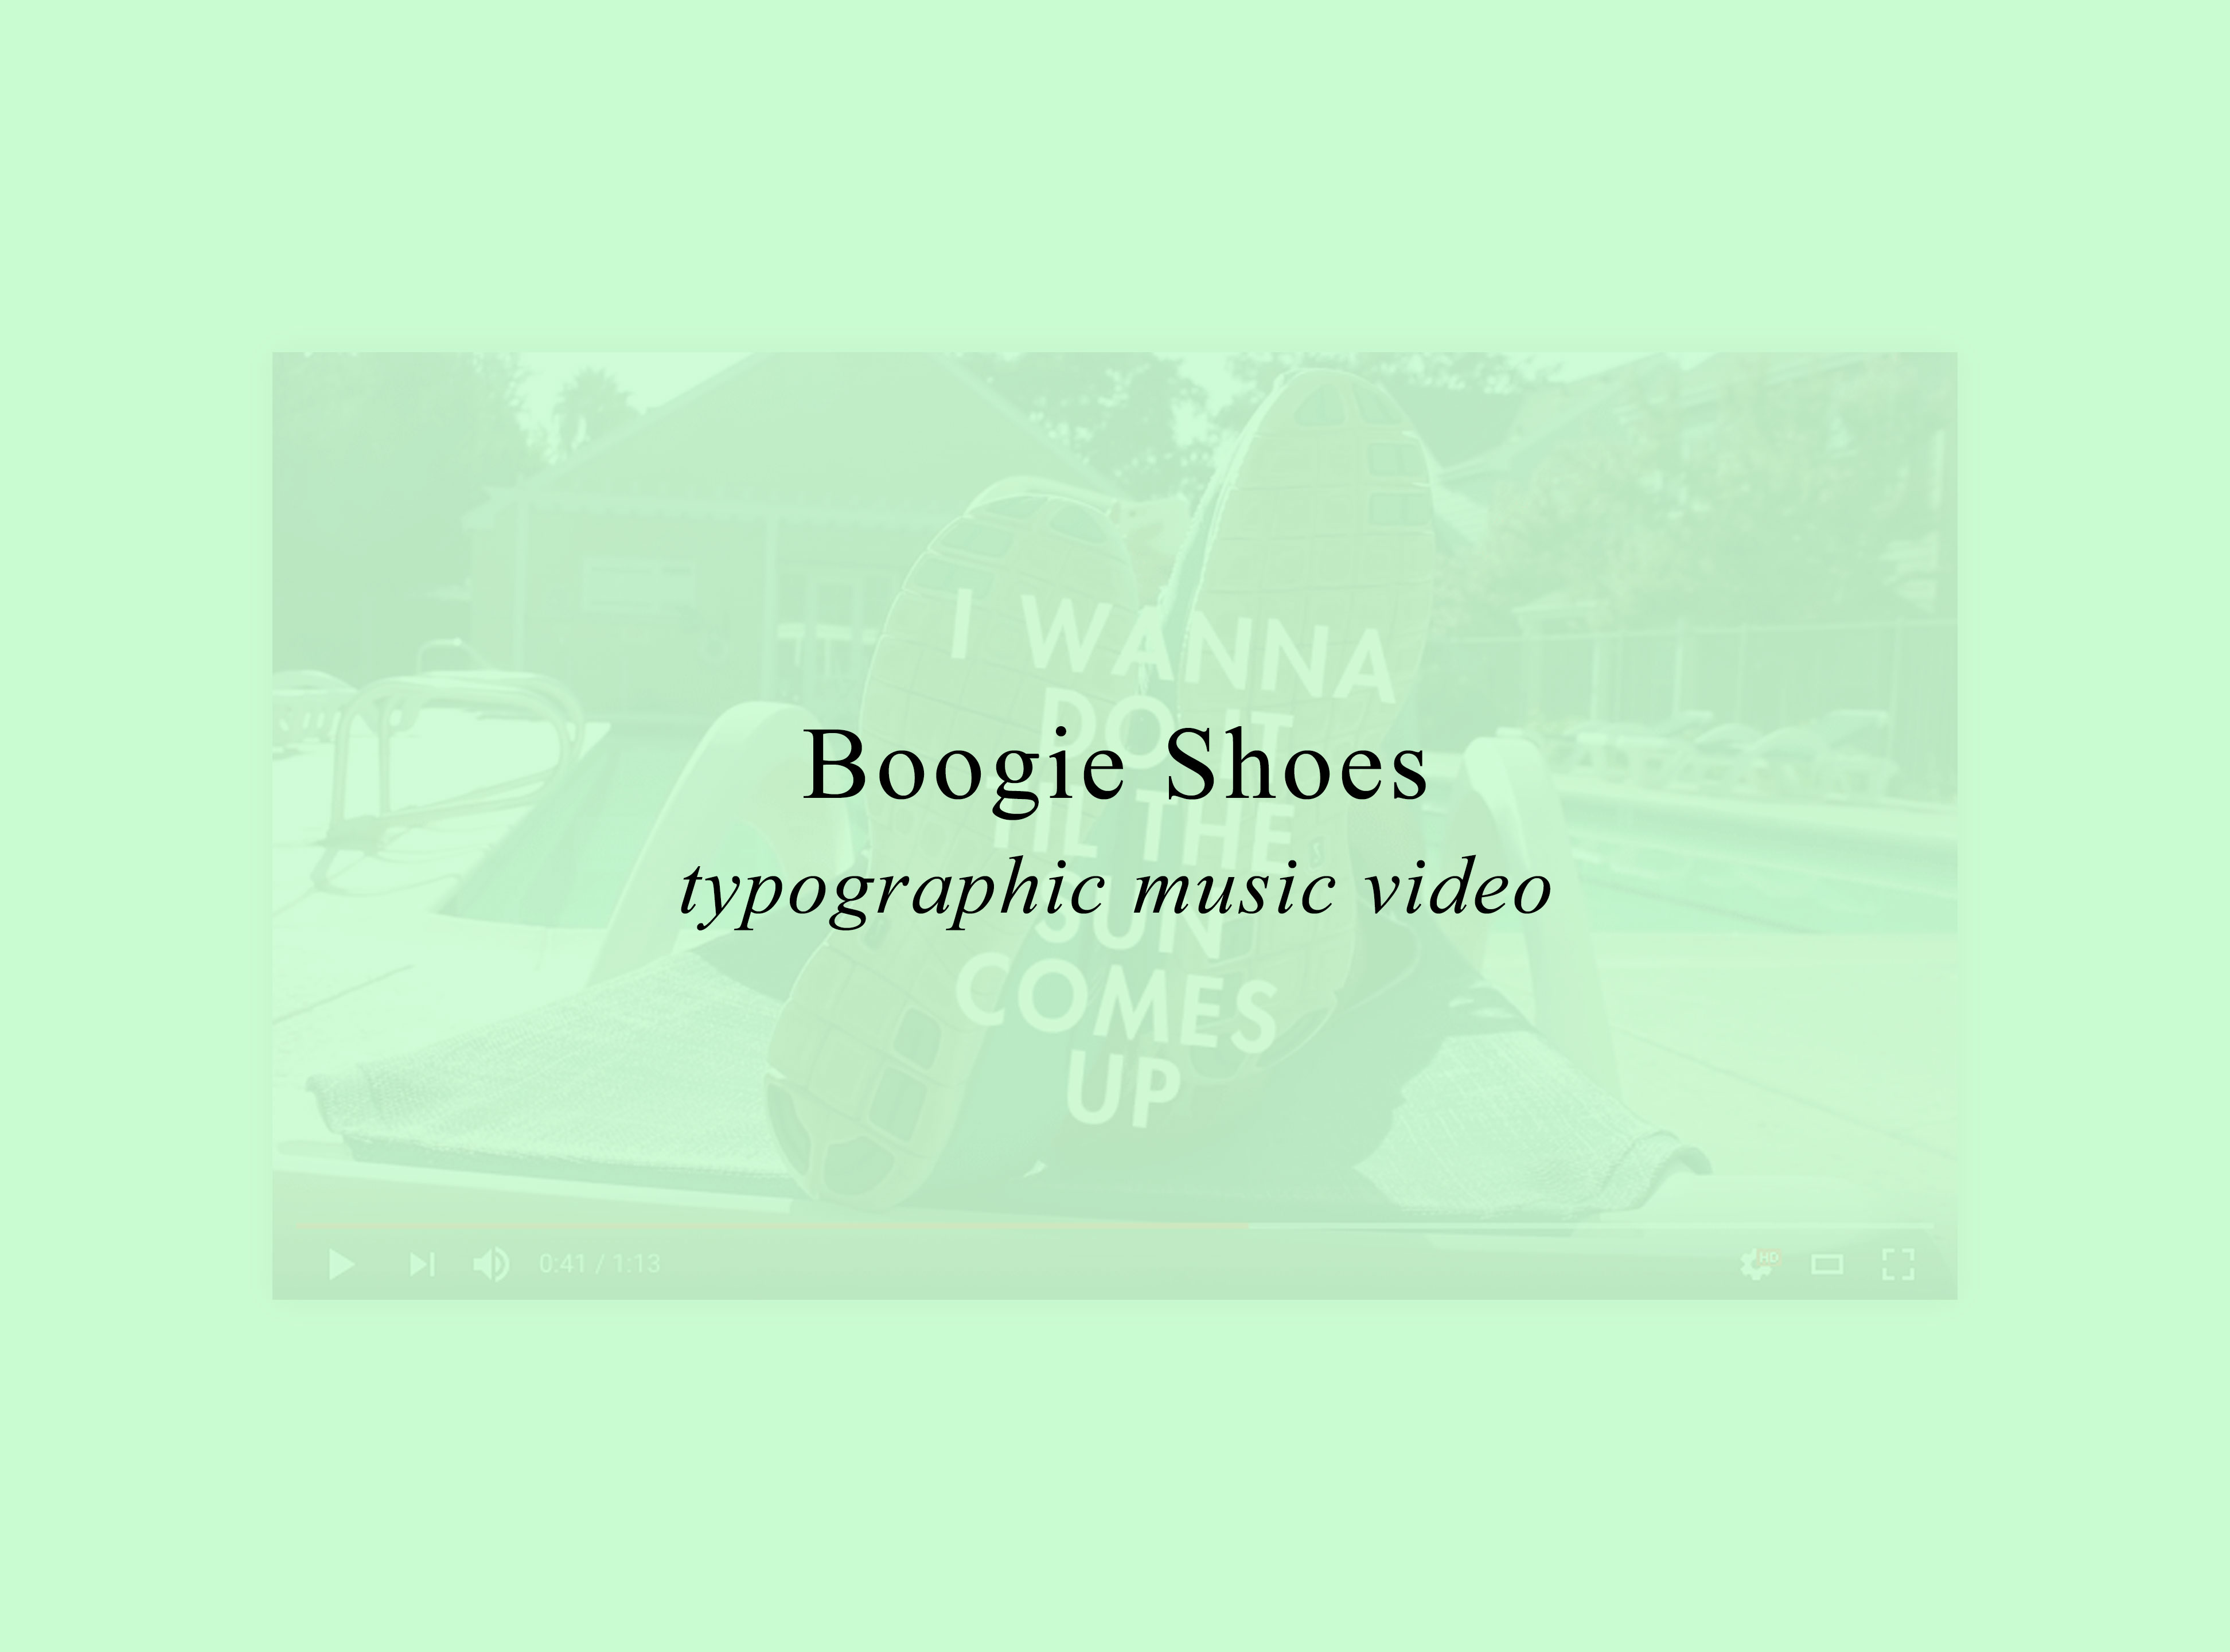 I WANNA
DO IT
TIL THE
SUN
COMES
UP
Boogie Shoes
typographic music video
0:41 / 1:13
HD